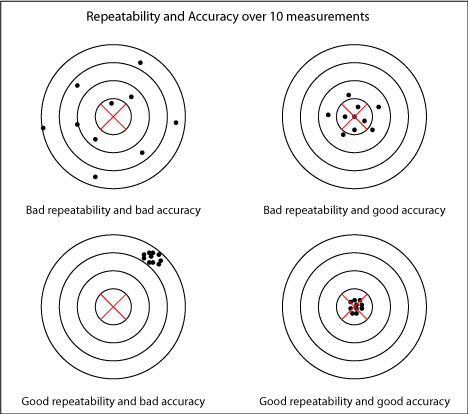 Repeatability and Accuracy over 10 measurements
Bad repeatability and bad accuracy
Bad repeatability and good accuracy
Good repeatability and bad accuracy
Good repeatability and good accuracy